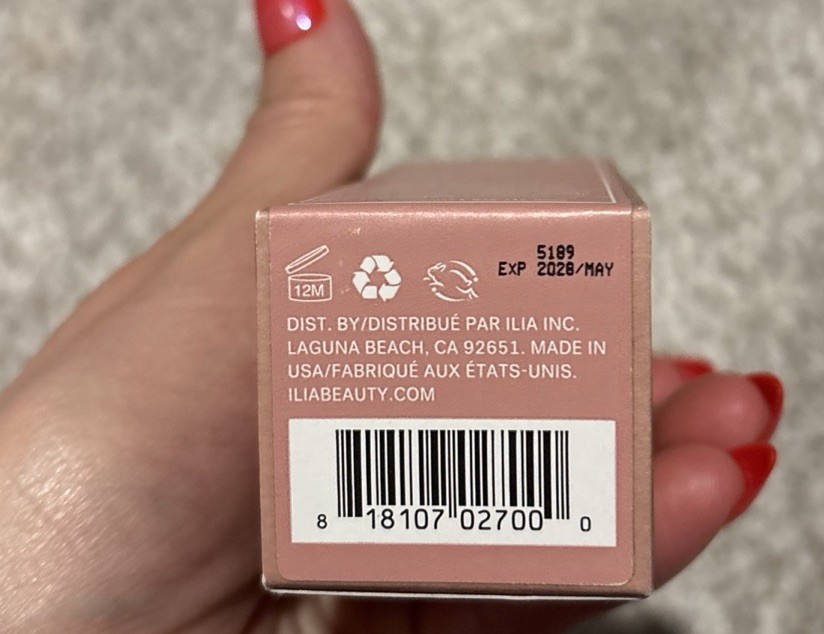 5189
EXP 2028/MAY
12M
DIST. BY/DISTRIBUÉ PAR ILIA INC.
LAGUNA BEACH, CA 92651. MADE IN
USA/FABRIQUÉ AUX ÉTATS-UNIS.
ILIABEAUTY.COM
8 18107 02700 0